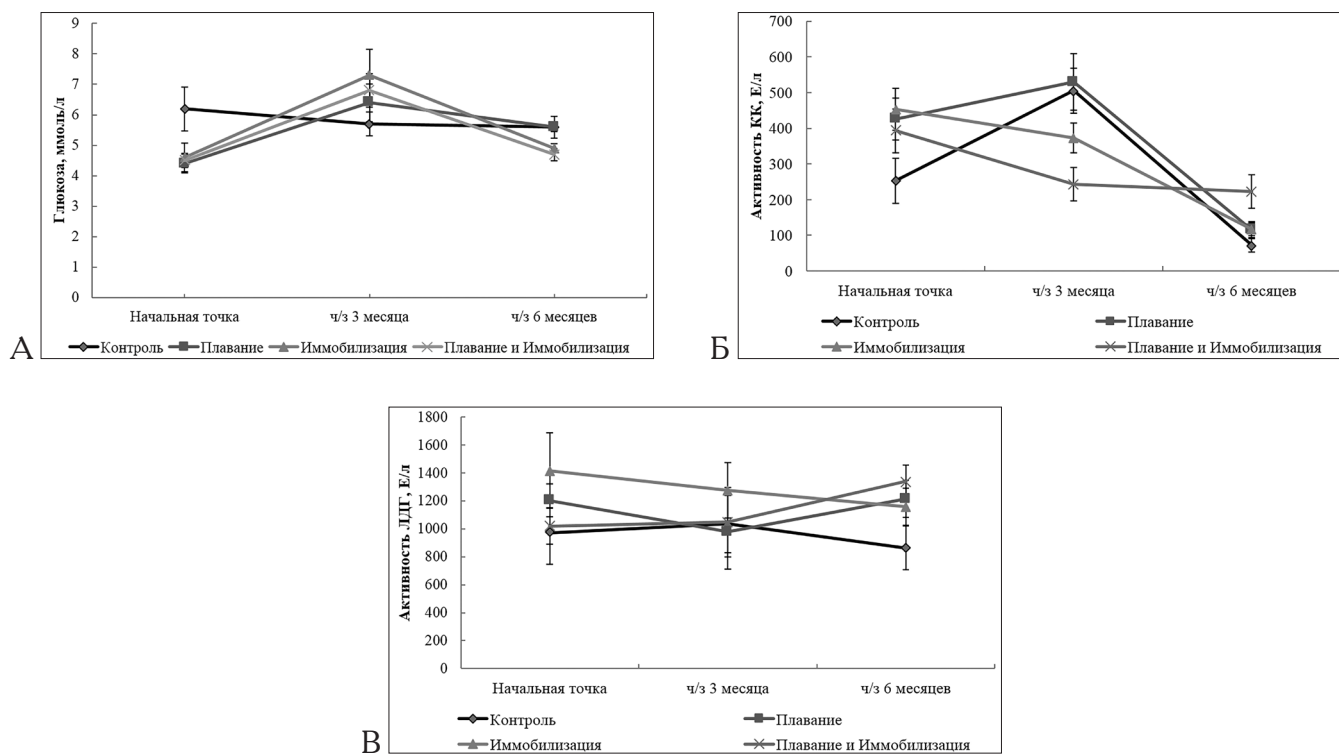 9
8
7
6
5
4
3
2
1
0
Глюкоза, ммоль/л
Начальная точка ч/з 3 месяца ч/з 6 месяцев
Контроль Плавание Иммобилизация Плавание и Иммобилизация
А
700
600
500
400
300
200
100
0
Активность КК, Е/л
Начальная точка ч/з 3 месяца ч/з 6 месяцев
Контроль Плавание
Иммобилизация Плавание и Иммобилизация
Б
1800
1600
1400
1200
1000
800
600
400
200
0
Активность ЛДГ, Е/л
Начальная точка ч/з 3 месяца ч/з 6 месяцев
Контроль Плавание
Иммобилизация Плавание и Иммобилизация
В